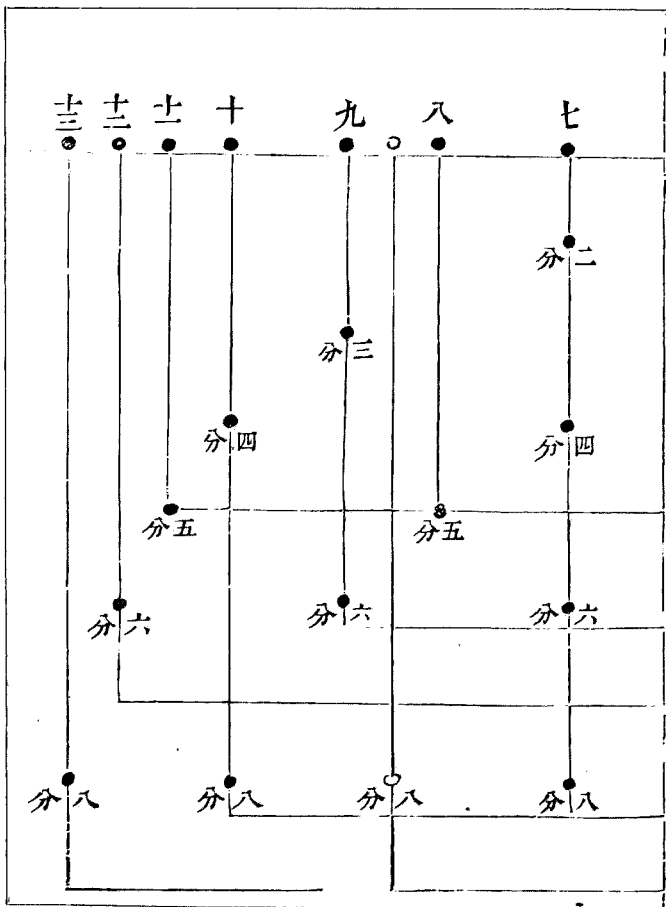 七
二分
四分
六分
八分
八
五分
八分
九
三分
六分
十
四分
八分
十一
五分
十二
六分
十三
八分